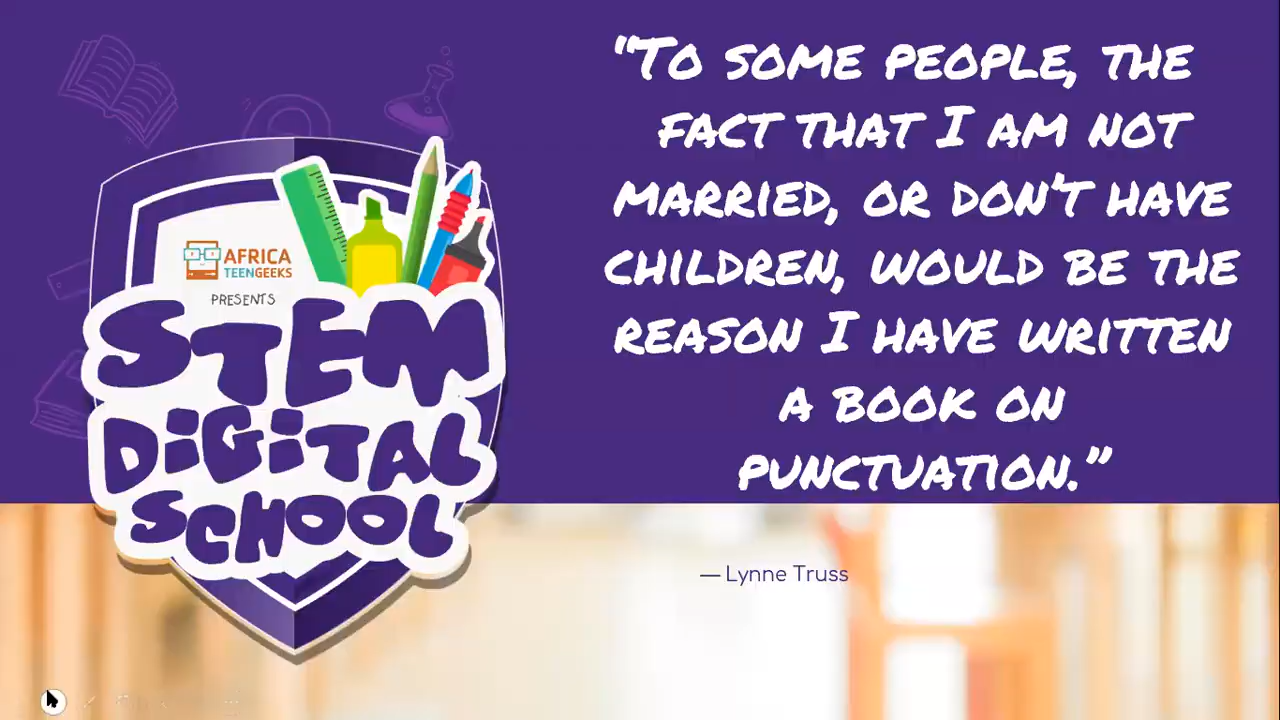 AFRICA
TEENGEEKS
PRESENTS
STEM
DiGiTAL
SCHOOL
“TO SOME PEOPLE, THE
FACT THAT I AM NOT
MARRIED, OR DON'T HAVE
CHILDREN, WOULD BE THE
REASON I HAVE WRITTEN
A BOOK ON
PUNCTUATION.”
— Lynne Truss